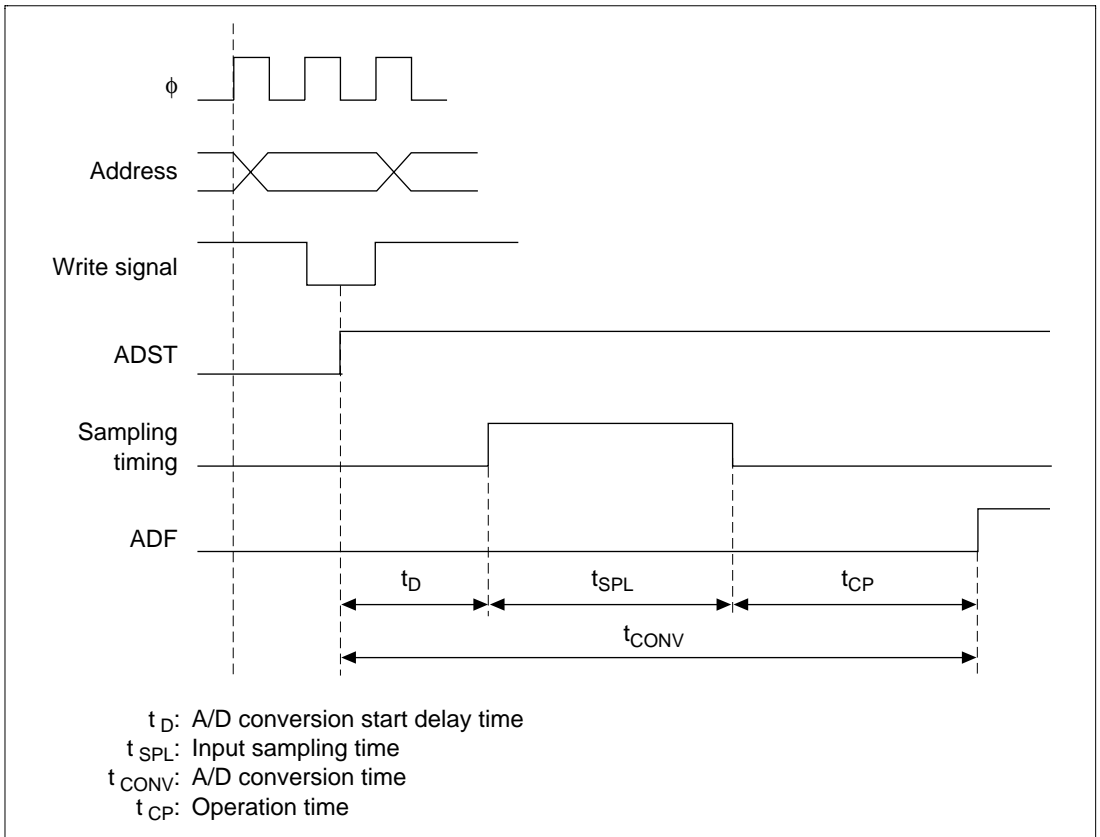 ϕ
Address
Write signal
ADST
Sampling
timing
ADF
tD
tSPL
tCP
tCONV
tD: A/D conversion start delay time
tSPL: Input sampling time
tCONV: A/D conversion time
tCP: Operation time